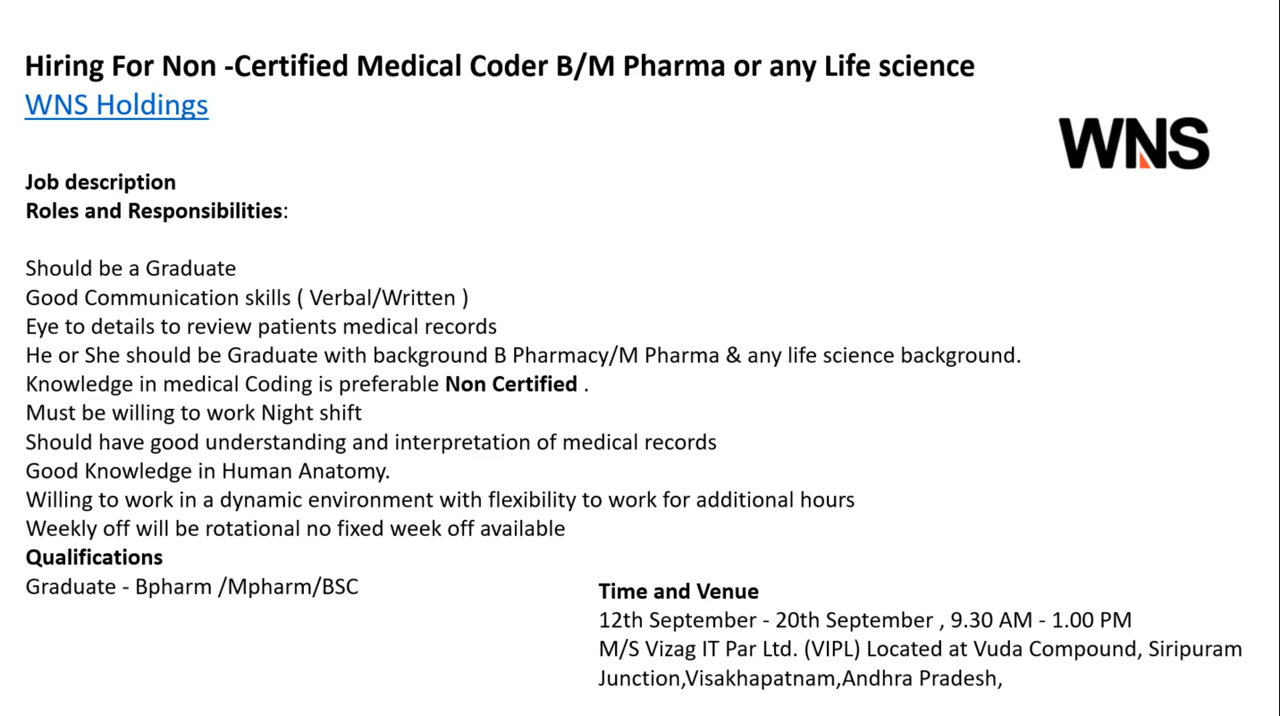 Hiring For Non -Certified Medical Coder B/M Pharma or any Life science
WNS Holdings
WNS
Job description
Roles and Responsibilities:
Should be a Graduate
Good Communication skills ( Verbal/Written )
Eye to details to review patients medical records
He or She should be Graduate with background B Pharmacy/M Pharma & any life science background.
Knowledge in medical Coding is preferable Non Certified .
Must be willing to work Night shift
Should have good understanding and interpretation of medical records
Good Knowledge in Human Anatomy.
Willing to work in a dynamic environment with flexibility to work for additional hours
Weekly off will be rotational no fixed week off available
Qualifications
Graduate - Bpharm /Mpharm/BSC
Time and Venue
12th September - 20th September , 9.30 AM - 1.00 PM
M/S Vizag IT Par Ltd. (VIPL) Located at Vuda Compound, Siripuram
Junction,Visakhapatnam,Andhra Pradesh,